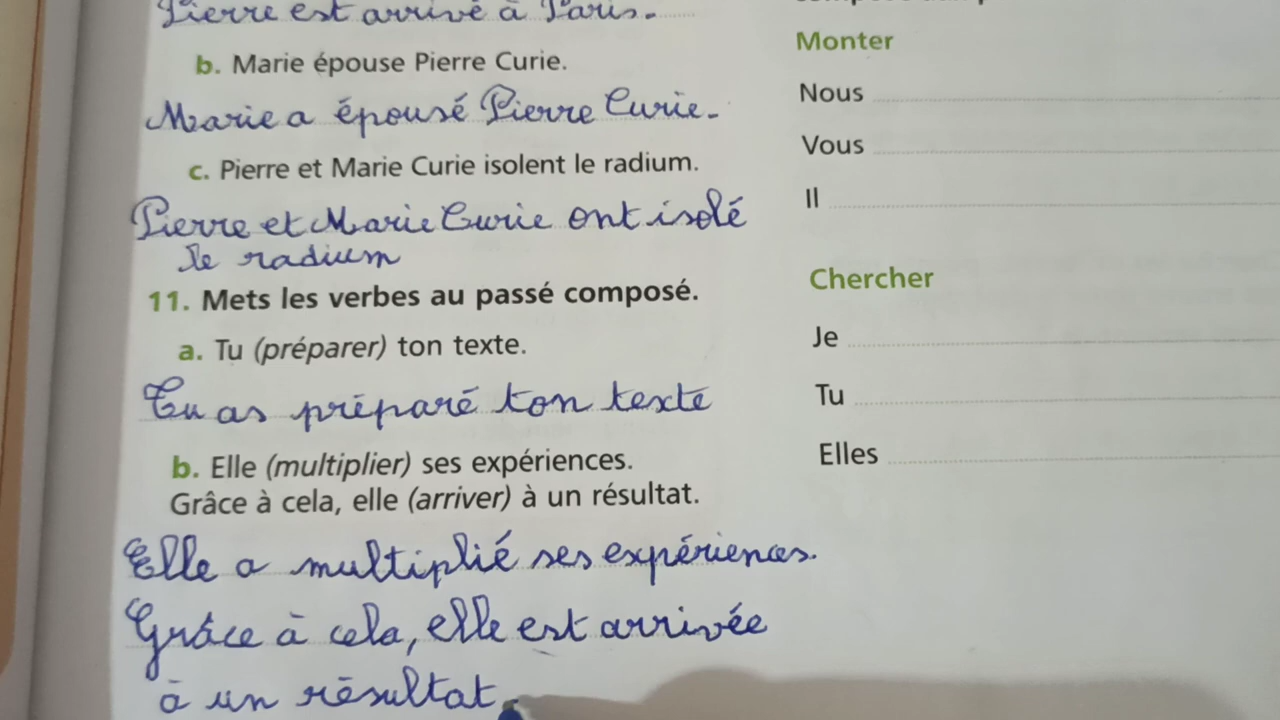 Pierre est arrivé à Paris.
b. Marie épouse Pierre Curie.
Marie a épousé Pierre Curie.
c. Pierre et Marie Curie isolent le radium.
Pierre et Marie Curie ont isolé
le radium
11. Mets les verbes au passé composé.
a. Tu (préparer) ton texte.
Tu as préparé ton texte
b. Elle (multiplier) ses expériences.
Grâce à cela, elle (arriver) à un résultat.
Elle a multiplié ses expériences.
Grâce à cela, elle est arrivée
à un résultat
Monter
Nous
Vous
Il
Chercher
Je
Tu
Elles